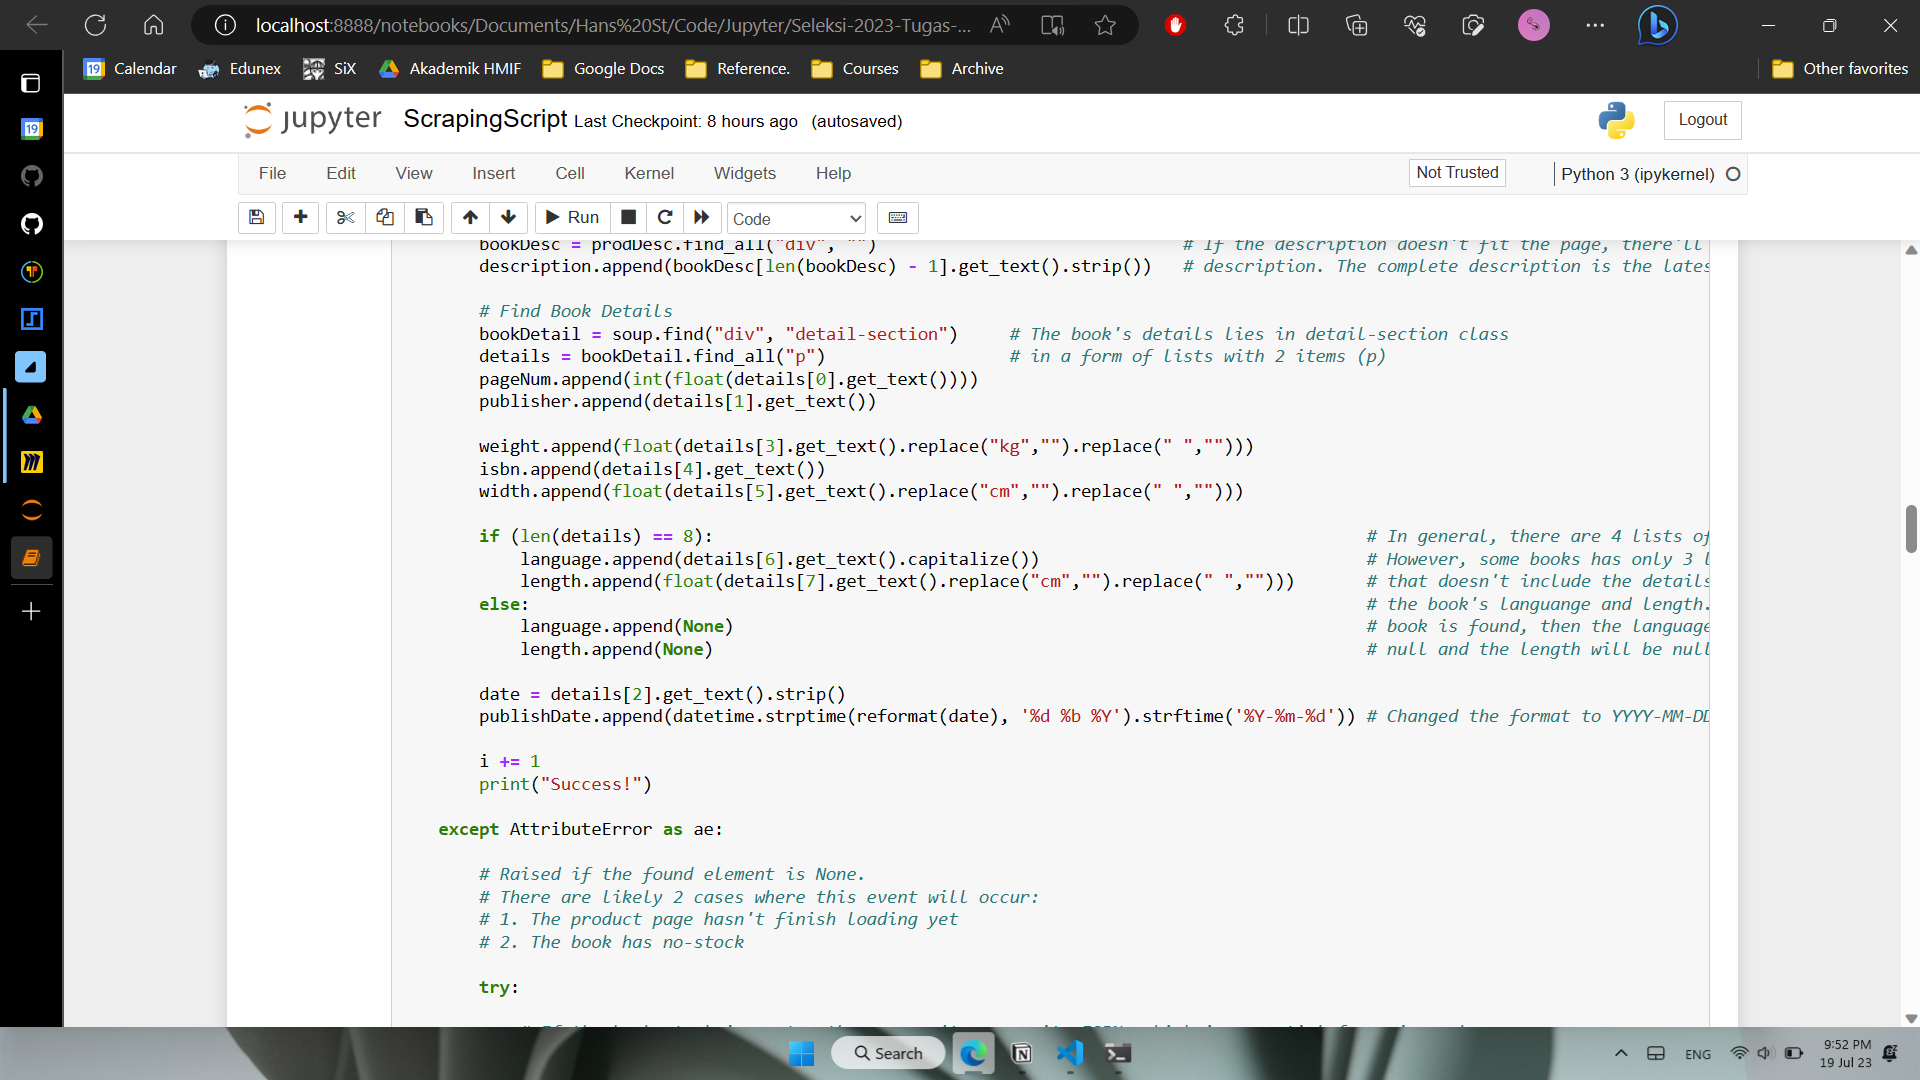 localhost:8888/notebooks/Documents/Hans%20St/Code/Jupyter/Seleksi-2023-Tugas-...
Calendar Edunex SiX Akademik HMIF Google Docs Reference. Courses Archive Other favorites
jupyter ScrapingScript Last Checkpoint: 8 hours ago (autosaved) Logout
File Edit View Insert Cell Kernel Widgets Help Not Trusted Python 3 (ipykernel)
Run Code
bookDesc = prodDesc.find_all("div", "") # If the description doesn't fit the page, there'll
description.append(bookDesc[len(bookDesc) - 1].get_text().strip()) # description. The complete description is the lates
# Find Book Details
bookDetail = soup.find("div", "detail-section") # The book's details lies in detail-section class
details = bookDetail.find_all("p") # in a form of lists with 2 items (p)
pageNum.append(int(float(details[0].get_text())))
publisher.append(details[1].get_text())
weight.append(float(details[3].get_text().replace("kg","").replace(" ","")))
isbn.append(details[4].get_text())
width.append(float(details[5].get_text().replace("cm","").replace(" ","")))
if (len(details) == 8): # In general, there are 4 lists of
language.append(details[6].get_text().capitalize()) # However, some books has only 3 l
length.append(float(details[7].get_text().replace("cm","").replace(" ",""))) # that doesn't include the details
else: # the book's languange and length.
language.append(None) # book is found, then the language
length.append(None) # null and the length will be null
date = details[2].get_text().strip()
publishDate.append(datetime.strptime(reformat(date), '%d %b %Y').strftime('%Y-%m-%d')) # Changed the format to YYYY-MM-DD
i += 1
print("Success!")
except AttributeError as ae:
# Raised if the found element is None.
# There are likely 2 cases where this event will occur:
# 1. The product page hasn't finish loading yet
# 2. The book has no-stock
try:
Search ENG 9:52 PM
19 Jul 23